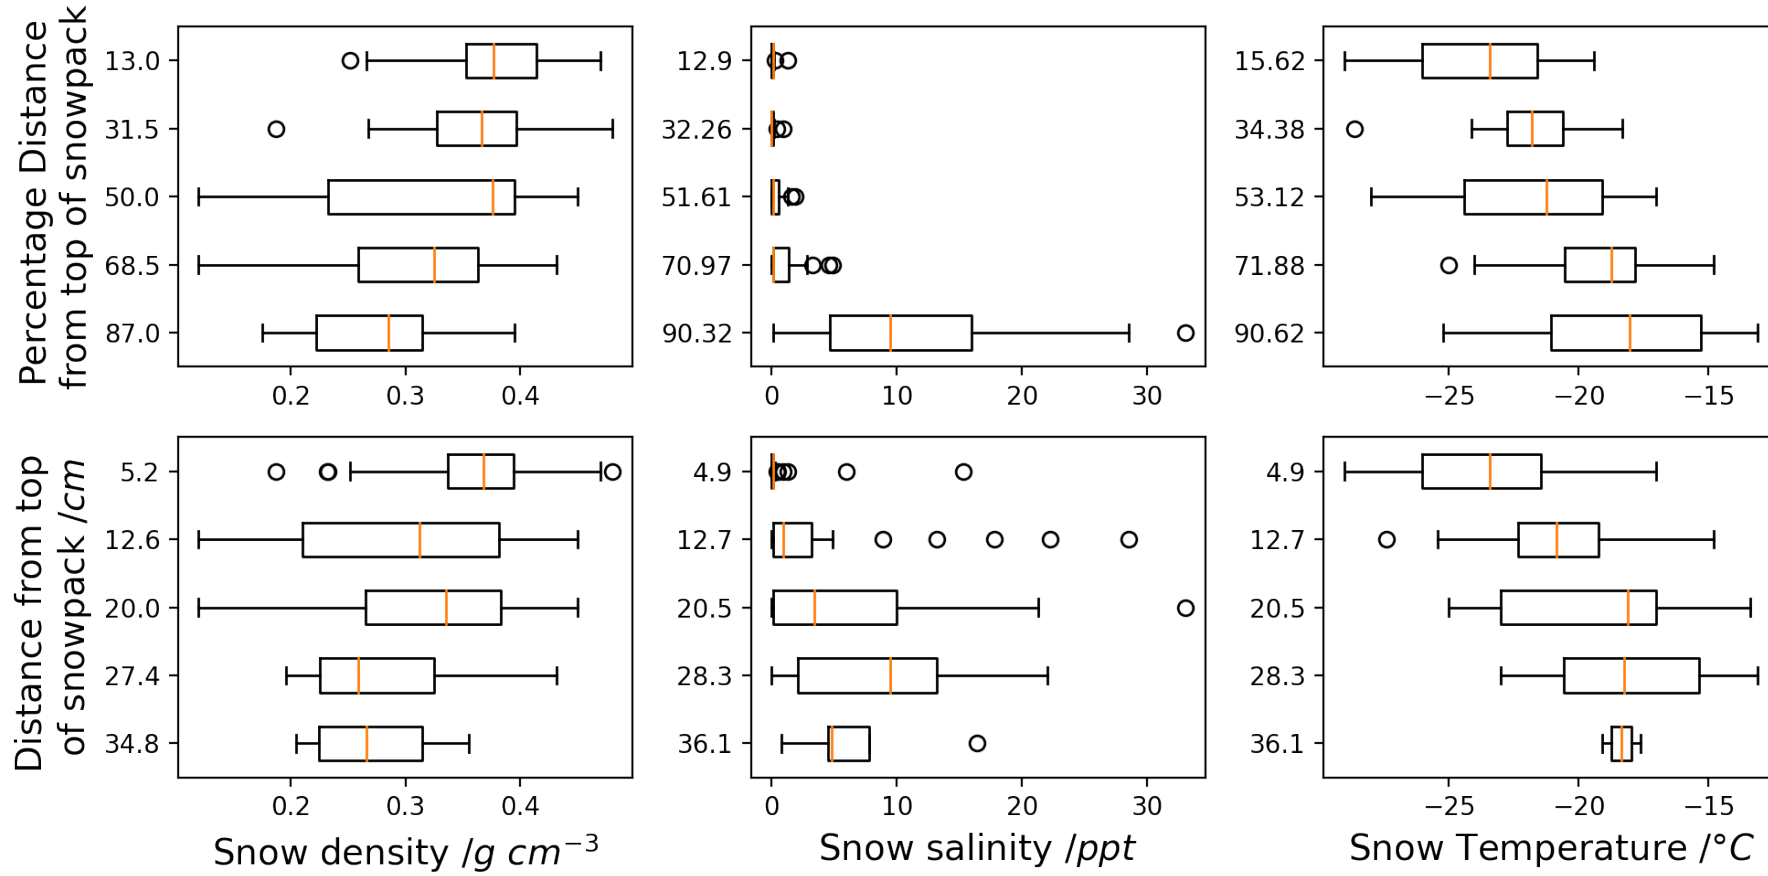 Percentage Distance
from top of snowpack
13.0
31.5
50.0
68.5
87.0
0.2 0.3 0.4
12.9
32.26
51.61
70.97
90.32
0 10 20 30
15.62
34.38
53.12
71.88
90.62
−25 −20 −15
Distance from top
of snowpack /cm
5.2
12.6
20.0
27.4
34.8
0.2 0.3 0.4
Snow density /g cm⁻³
4.9
12.7
20.5
28.3
36.1
0 10 20 30
Snow salinity /ppt
4.9
12.7
20.5
28.3
36.1
−25 −20 −15
Snow Temperature /°C